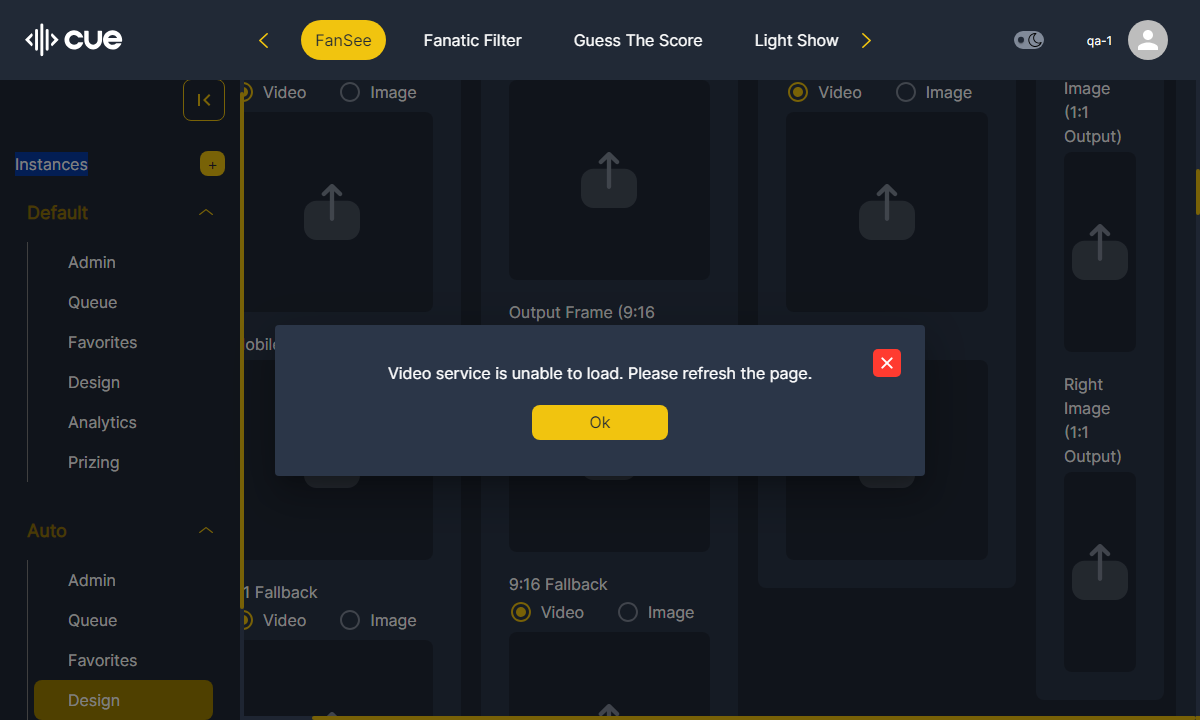 cue
FanSee
Fanatic Filter
Guess The Score
Light Show
qa-1
Instances
+
Default
Admin
Queue
Favorites
Design
Analytics
Prizing
Auto
Admin
Queue
Favorites
Design
Video
Image
obile
1 Fallback
Video
Image
Output Frame (9:16
9:16 Fallback
Video
Image
Video
Image
Image
(1:1
Output)
Right
Image
(1:1
Output)
Video service is unable to load. Please refresh the page.
Ok